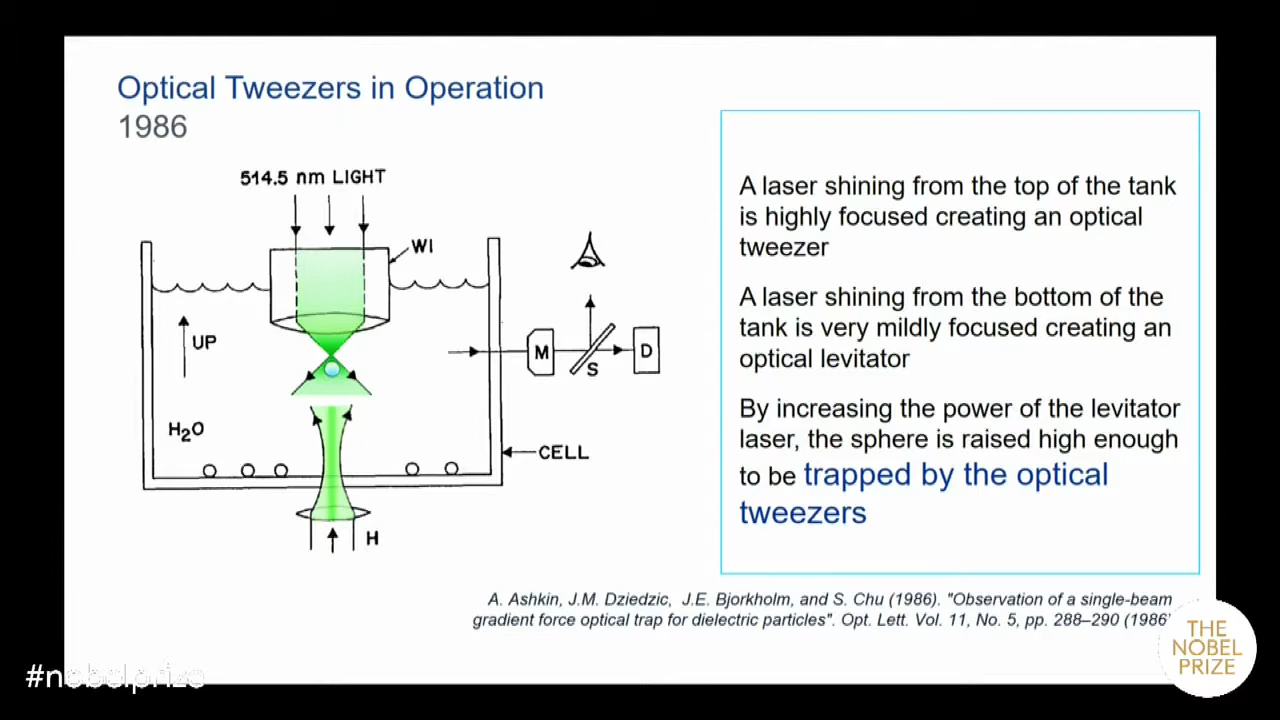 Optical Tweezers in Operation
1986
514.5 nm LIGHT
WI
UP
M
S
D
H2O
CELL
H
A laser shining from the top of the tank
is highly focused creating an optical
tweezer
A laser shining from the bottom of the
tank is very mildly focused creating an
optical levitator
By increasing the power of the levitator
laser, the sphere is raised high enough
to be trapped by the optical
tweezers
A. Ashkin, J.M. Dziedzic, J.E. Bjorkholm, and S. Chu (1986). "Observation of a single-beam
gradient force optical trap for dielectric particles". Opt. Lett. Vol. 11, No. 5, pp. 288–290 (1986)
THE
NOBEL
PRIZE
#nobelprize